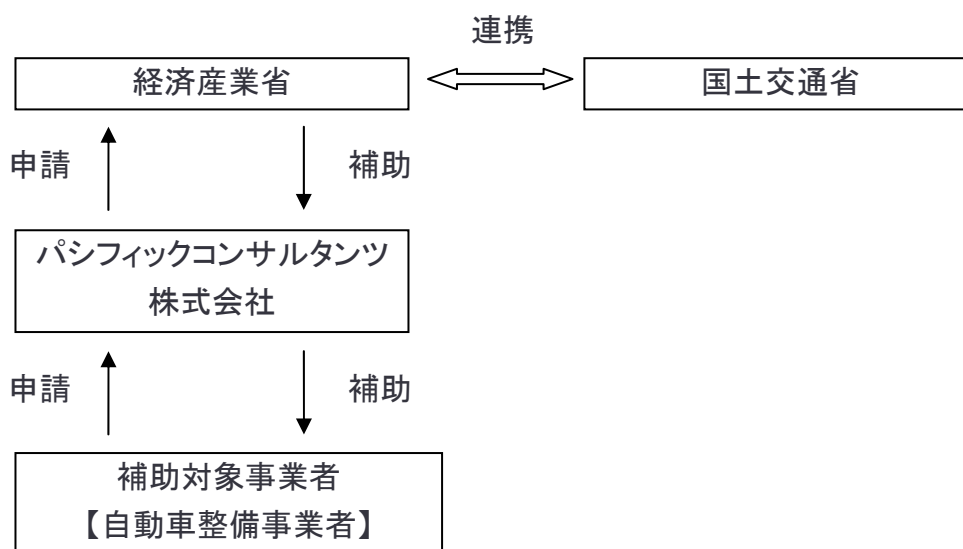 連携
経済産業省
国土交通省
申請
補助
パシフィックコンサルタンツ
株式会社
申請
補助
補助対象事業者
【自動車整備事業者】